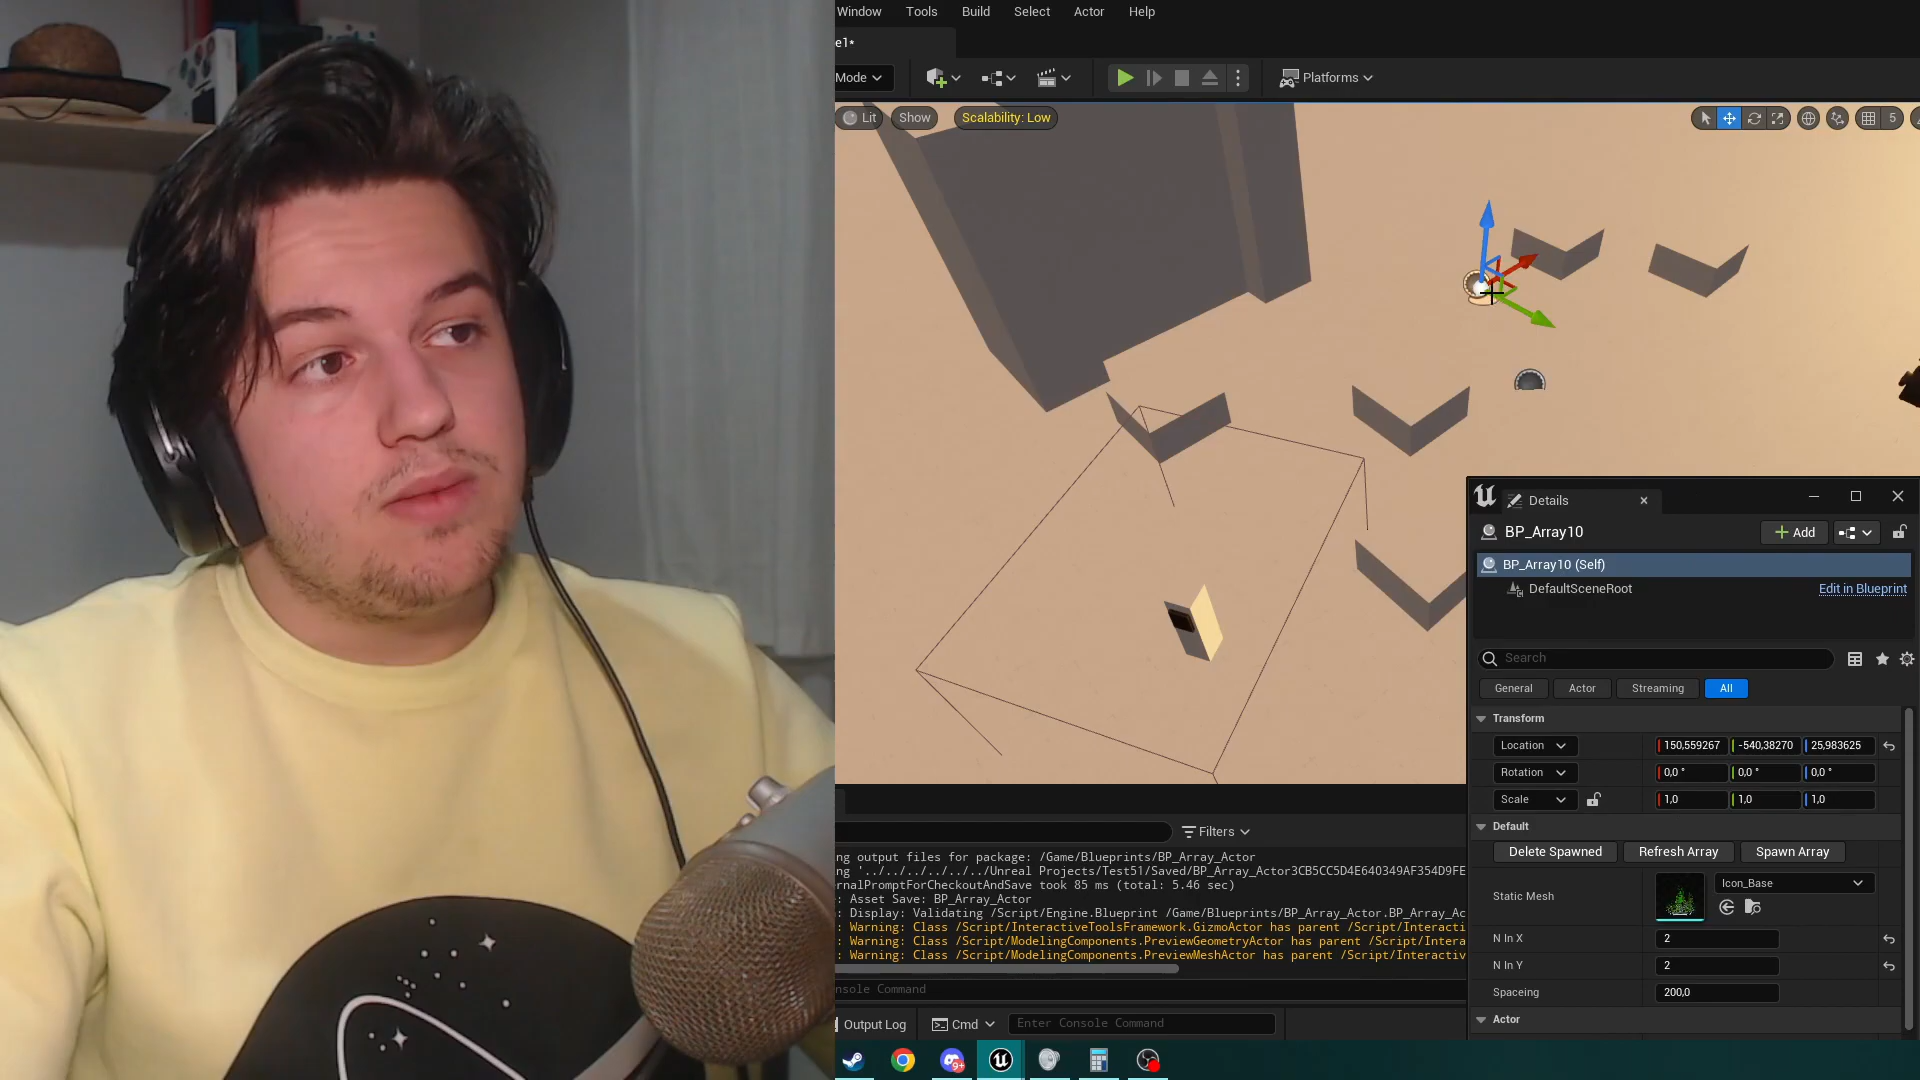 Window Tools Build Select Actor Help
el*
Mode
Platforms
Lit Show Scalability: Low
5
Details
BP_Array10
Add
BP_Array10 (Self)
DefaultSceneRoot
Edit in Blueprint
Search
General Actor Streaming All
Transform
Location 150,559267 -540,38270 25,983625
Rotation 0,0 ° 0,0 ° 0,0 °
Scale 1,0 1,0 1,0
Default
Delete Spawned Refresh Array Spawn Array
Static Mesh
Icon_Base
N In X 2
N In Y 2
Spaceing 200,0
Actor
Filters
ng output files for package: /Game/Blueprints/BP_Array_Actor
ng '../../../../../../Unreal Projects/Test51/Saved/BP_Array_Actor3CB5CC5D4E640349AF354D9FE
rnalPromptForCheckoutAndSave took 85 ms (total: 5.46 sec)
: Asset Save: BP_Array_Actor
: Display: Validating /Script/Engine.Blueprint /Game/Blueprints/BP_Array_Actor.BP_Array_Ac
: Warning: Class /Script/InteractiveToolsFramework.GizmoActor has parent /Script/Interacti
: Warning: Class /Script/ModelingComponents.PreviewGeometryActor has parent /Script/Intera
: Warning: Class /Script/ModelingComponents.PreviewMeshActor has parent /Script/Interactiv
nsole Command
Output Log
Cmd
Enter Console Command
9+